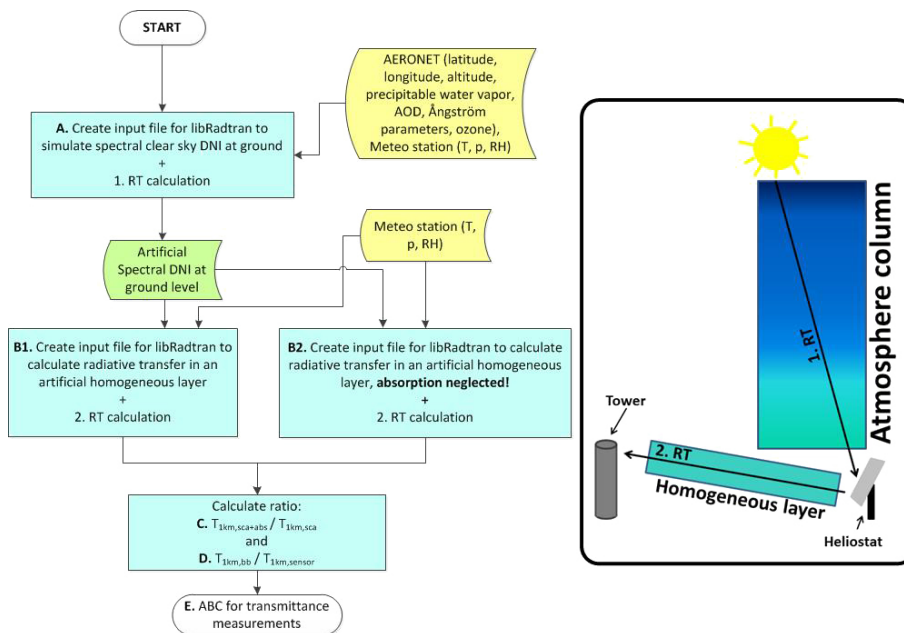 START
AERONET (latitude,
longitude, altitude,
precipitable water vapor,
AOD, Ångström
parameters, ozone),
Meteo station (T, p, RH)
A. Create input file for libRadtran to
simulate spectral clear sky DNI at ground
+
1. RT calculation
Meteo station (T,
p, RH)
Artificial
Spectral DNI at
ground level
B1. Create input file for libRadtran to
calculate radiative transfer in an
artificial homogeneous layer
+
2. RT calculation
B2. Create input file for libRadtran to calculate
radiative transfer in an artificial homogeneous
layer, absorption neglected!
+
2. RT calculation
Calculate ratio:
C. T1km,sca+abs / T1km,sca
and
D. T1km,bb / T1km,sensor
E. ABC for transmittance
measurements
1. RT
Atmosphere column
Tower
2. RT
Homogeneous layer
Heliostat